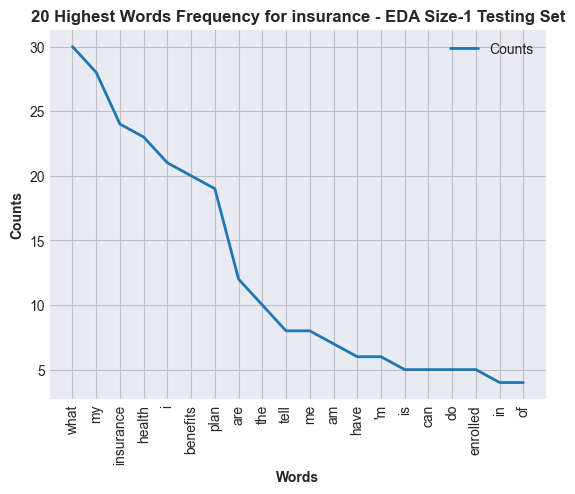 20 Highest Words Frequency for insurance - EDA Size-1 Testing Set
Counts
30
25
20
15
10
5
Counts
what
my
insurance
health
i
benefits
plan
are
the
tell
me
am
have
'm
is
can
do
enrolled
in
of
Words